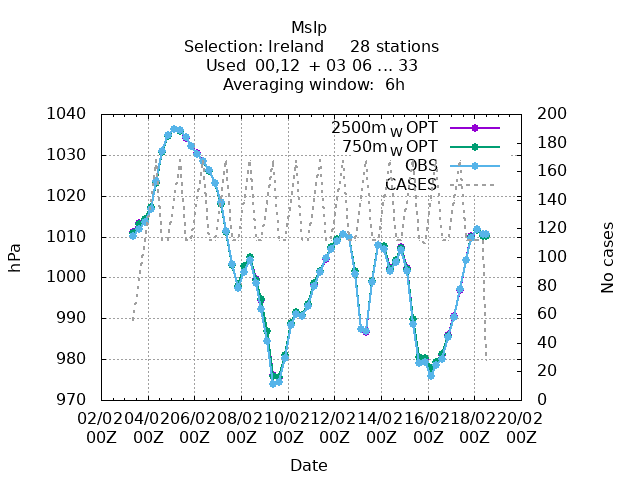 Mslp
Selection: Ireland 28 stations
Used 00,12 + 03 06 ... 33
Averaging window: 6h
1040
1030
1020
1010
1000
990
980
970
hPa
200
180
160
140
120
100
80
60
40
20
0
No cases
2500m_W OPT
750m_W OPT
OBS
CASES
02/02 04/02 06/02 08/02 10/02 12/02 14/02 16/02 18/02 20/02
00Z 00Z 00Z 00Z 00Z 00Z 00Z 00Z 00Z 00Z
Date